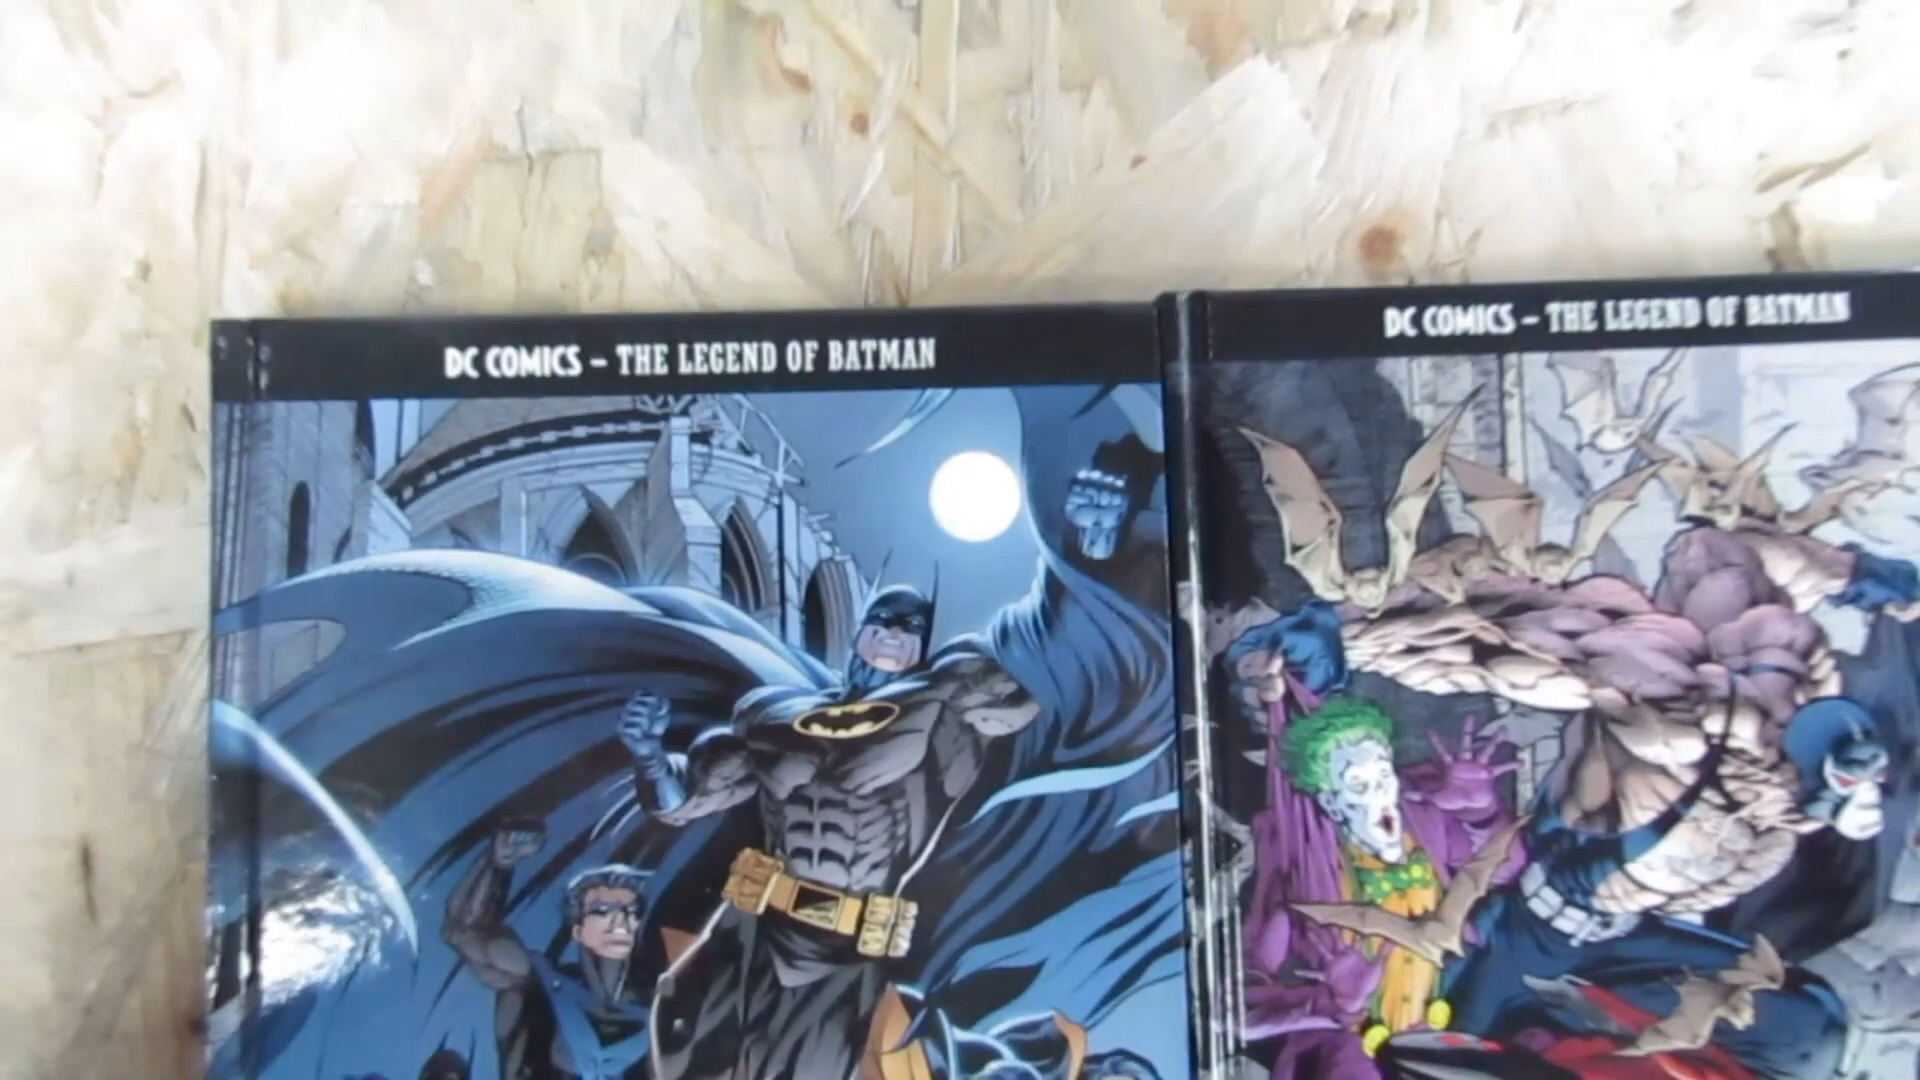 DC COMICS – THE LEGEND OF BATMAN
DC COMICS – THE LEGEND OF BATMAN